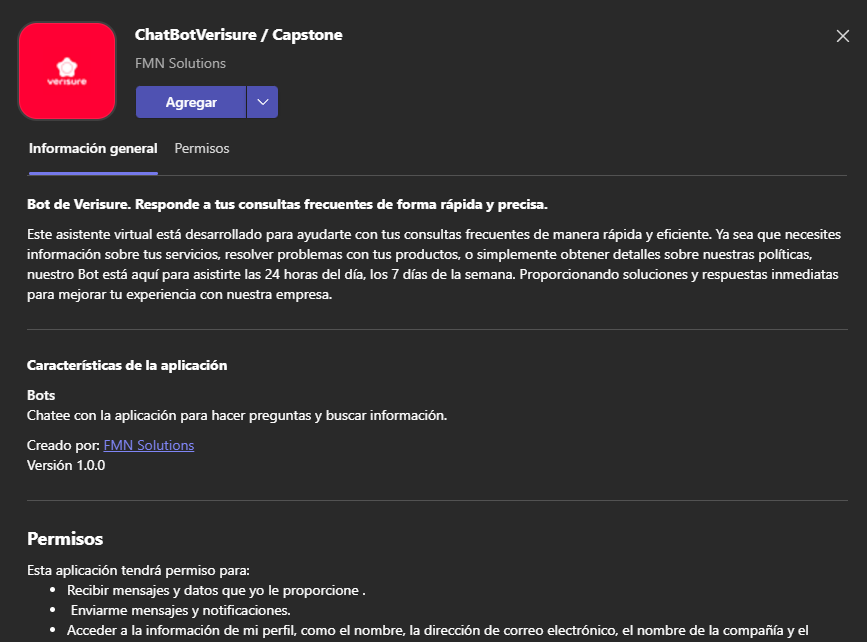 ChatBotVerisure / Capstone
FMN Solutions
verisure
Agregar
Información general
Permisos
Bot de Verisure. Responde a tus consultas frecuentes de forma rápida y precisa.
Este asistente virtual está desarrollado para ayudarte con tus consultas frecuentes de manera rápida y eficiente. Ya sea que necesites
información sobre tus servicios, resolver problemas con tus productos, o simplemente obtener detalles sobre nuestras políticas,
nuestro Bot está aquí para asistirte las 24 horas del día, los 7 días de la semana. Proporcionando soluciones y respuestas inmediatas
para mejorar tu experiencia con nuestra empresa.
Características de la aplicación
Bots
Chatee con la aplicación para hacer preguntas y buscar información.
Creado por: FMN Solutions
Versión 1.0.0
Permisos
Esta aplicación tendrá permiso para:
• Recibir mensajes y datos que yo le proporcione .
• Enviarme mensajes y notificaciones.
• Acceder a la información de mi perfil, como el nombre, la dirección de correo electrónico, el nombre de la compañía y el